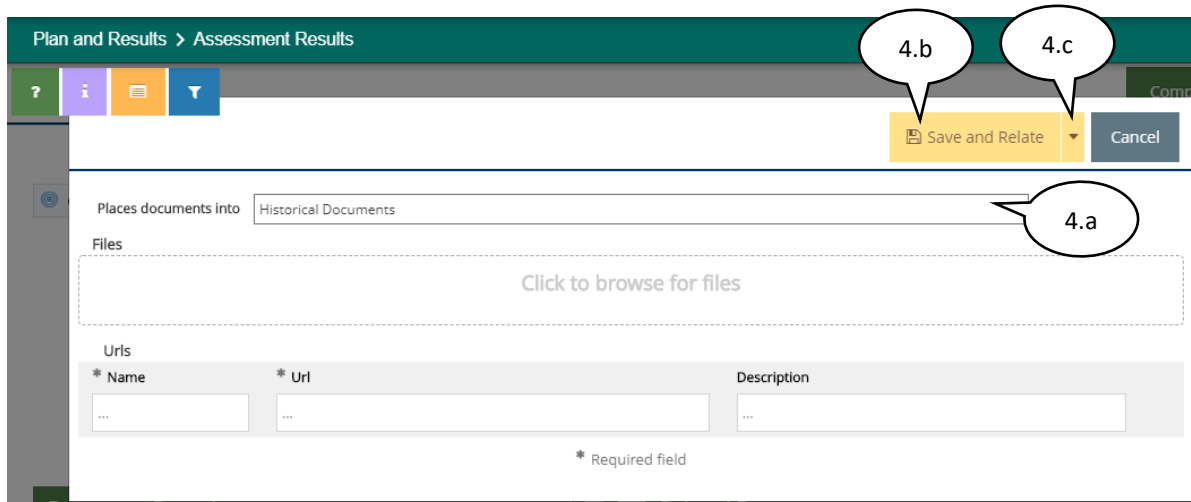 Plan and Results > Assessment Results
4.b
4.c
?
i
Comp
Save and Relate
Cancel
Places documents into
Historical Documents
4.a
Files
Click to browse for files
Urls
* Name
* Url
Description
...
...
...
* Required field